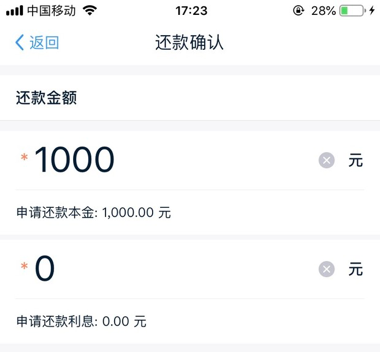 中国移动 17:23 28%
返回 还款确认
还款金额
* 1000 元
申请还款本金: 1,000.00 元
* 0 元
申请还款利息: 0.00 元